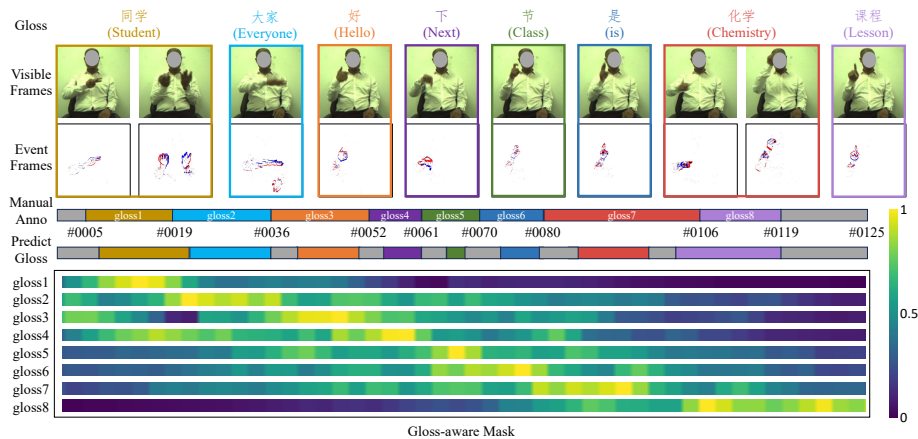 Gloss
同学 大家 好 下 节 是 化学 课程
(Student) (Everyone) (Hello) (Next) (Class) (is) (Chemistry) (Lesson)
Visible
Frames
Event
Frames
Manual
Anno
gloss1 gloss2 gloss3 gloss4 gloss5 gloss6 gloss7 gloss8
#0005 #0019 #0036 #0052 #0061 #0070 #0080 #0106 #0119 #0125
Predict
Gloss
1
0.5
0
gloss1
gloss2
gloss3
gloss4
gloss5
gloss6
gloss7
gloss8
Gloss-aware Mask